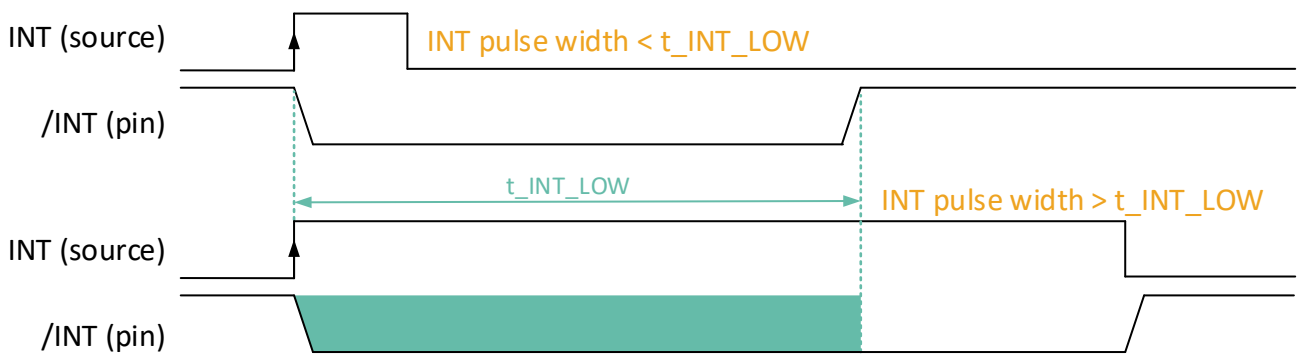 INT (source)
INT pulse width < t_INT_LOW
/INT (pin)
t_INT_LOW
INT pulse width > t_INT_LOW
INT (source)
/INT (pin)